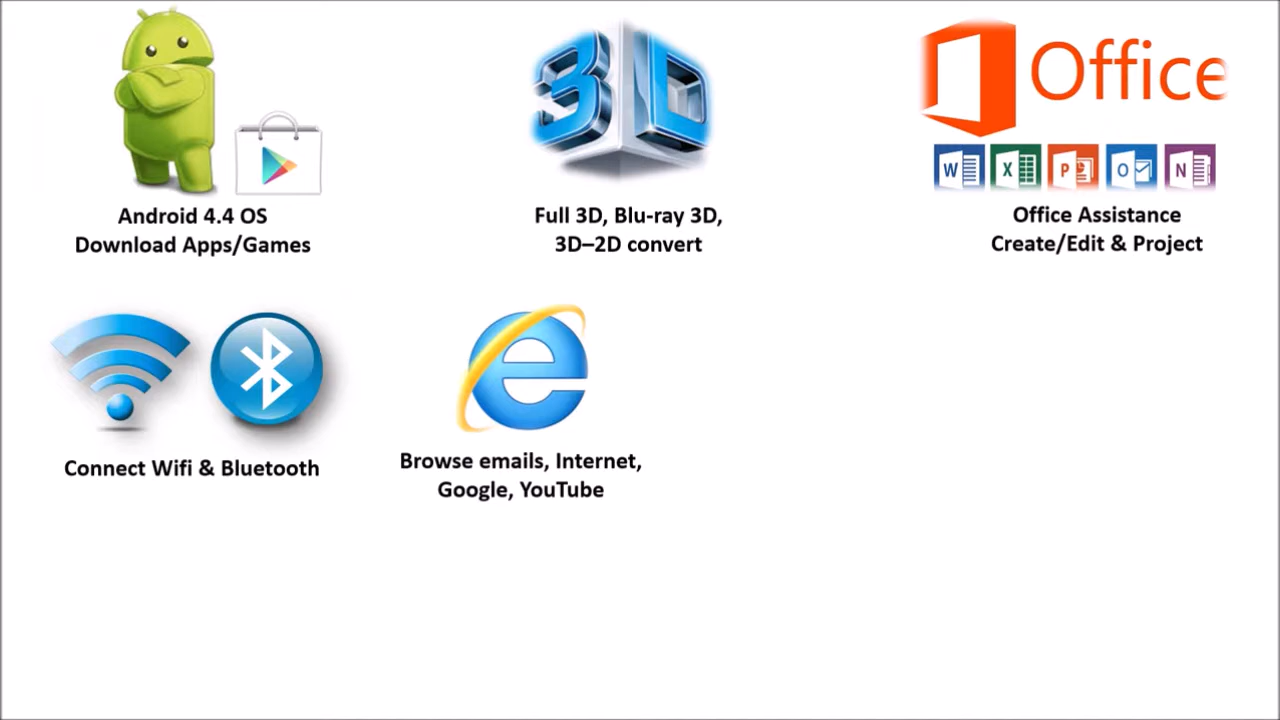 3D
Office
W X P O N
Android 4.4 OS
Download Apps/Games
Full 3D, Blu-ray 3D,
3D–2D convert
Office Assistance
Create/Edit & Project
Connect Wifi & Bluetooth
Browse emails, Internet,
Google, YouTube